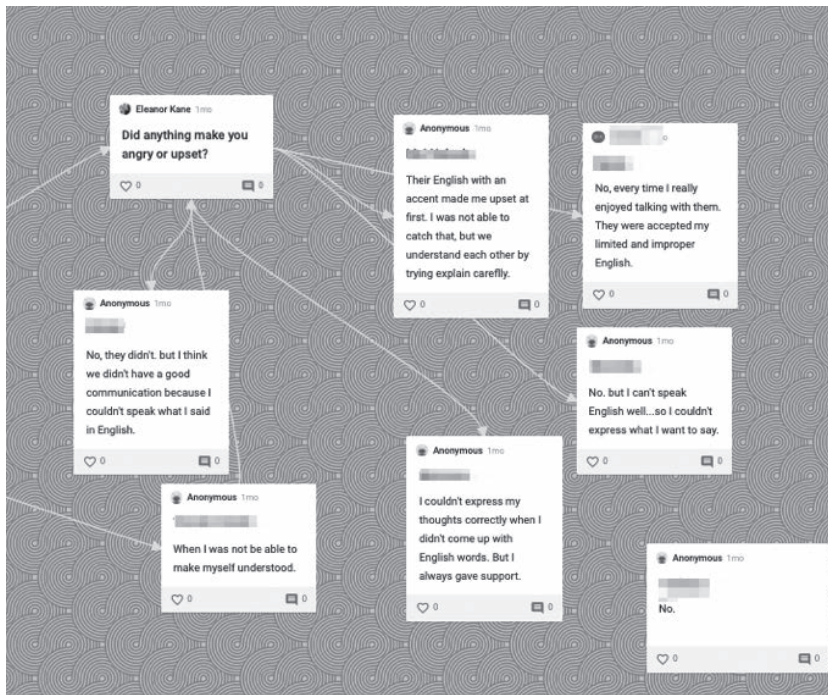 Eleanor Kane 1mo
Did anything make you
angry or upset?
0 0
Anonymous 1mo
Their English with an
accent made me upset at
first. I was not able to
catch that, but we
understand each other by
trying explain careflly.
0 0
No, every time I really
enjoyed talking with them.
They were accepted my
limited and improper
English.
0 0
Anonymous 1mo
No, they didn't. but I think
we didn't have a good
communication because I
couldn't speak what I said
in English.
0 0
Anonymous 1mo
No. but I can't speak
English well...so I couldn't
express what I want to say.
0 0
Anonymous 1mo
I couldn't express my
thoughts correctly when I
didn't come up with
English words. But I
always gave support.
0 0
Anonymous 1mo
When I was not be able to
make myself understood.
0 0
Anonymous 1mo
No.
0 0